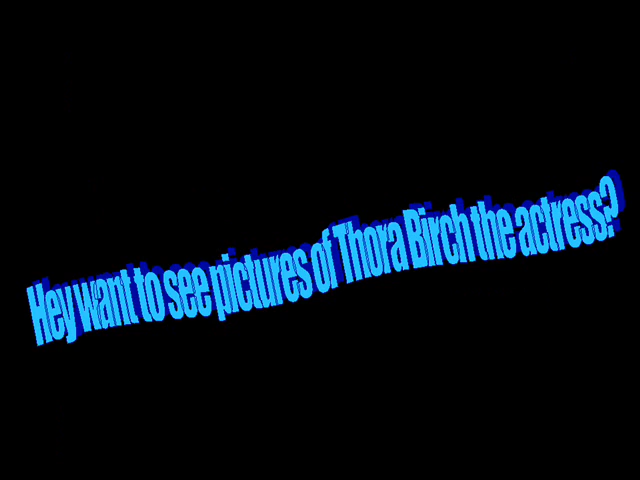 Hey want to see pictures of Thora Birch the actress?